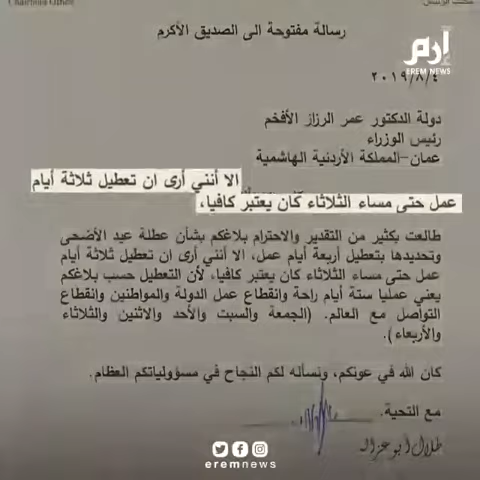 Chairman Office
مكتب الرئيس
رسالة مفتوحة الى الصديق الأكرم
إرم
EREM NEWS
٢٠١٩/٨/٤
دولة الدكتور عمر الرزاز الأفخم
رئيس الوزراء
عمان-المملكة الأردنية الهاشمية
الا أنني أرى ان تعطيل ثلاثة أيام
عمل حتى مساء الثلاثاء كان يعتبر كافيا،
طالعت بكثير من التقدير والاحترام بلاغكم بشأن عطلة عيد الأضحى
وتحديدها بتعطيل أربعة أيام عمل، الا أنني أرى ان تعطيل ثلاثة أيام
عمل حتى مساء الثلاثاء كان يعتبر كافيا، لأن التعطيل حسب بلاغكم
يعني عمليا ستة أيام راحة وانقطاع عمل الدولة والمواطنين وانقطاع
التواصل مع العالم. (الجمعة والسبت والأحد والاثنين والثلاثاء
والأربعاء).
كان الله في عونكم، ونسأله لكم النجاح في مسؤولياتكم العظام.
مع التحية.
طلال أبو غزاله
eremnews